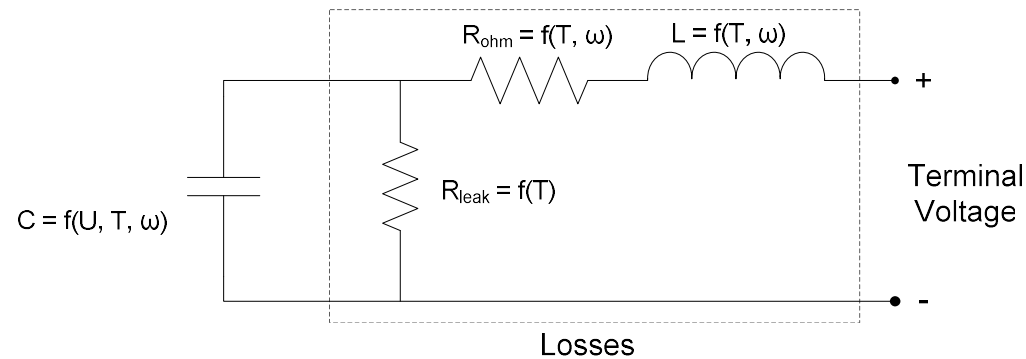 R_ohm = f(T, ω)
L = f(T, ω)
+
R_leak = f(T)
C = f(U, T, ω)
Terminal
Voltage
-
Losses